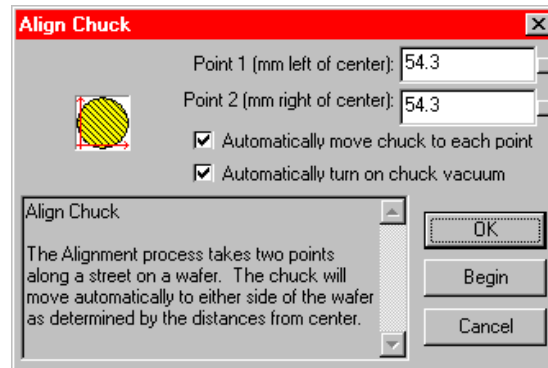 Align Chuck
Point 1 (mm left of center): 54.3
Point 2 (mm right of center): 54.3
Automatically move chuck to each point
Automatically turn on chuck vacuum
Align Chuck
The Alignment process takes two points
along a street on a wafer. The chuck will
move automatically to either side of the wafer
as determined by the distances from center.
OK
Begin
Cancel